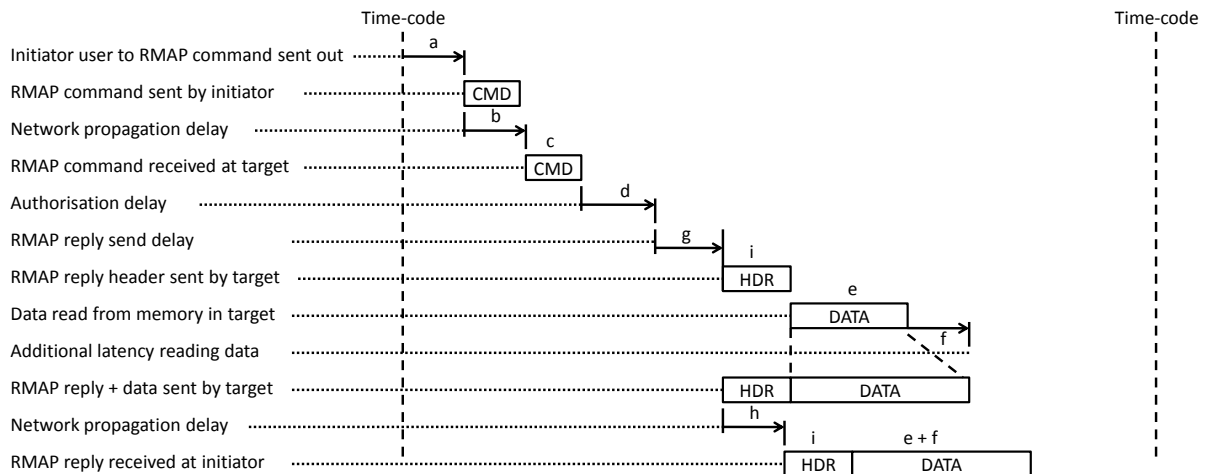 Time-code Time-code
a
Initiator user to RMAP command sent out
RMAP command sent by initiator CMD
Network propagation delay b
c
RMAP command received at target CMD
Authorisation delay d
RMAP reply send delay g
i
RMAP reply header sent by target HDR
e
Data read from memory in target DATA
f
Additional latency reading data
RMAP reply + data sent by target HDR DATA
Network propagation delay h
i e + f
RMAP reply received at initiator HDR DATA